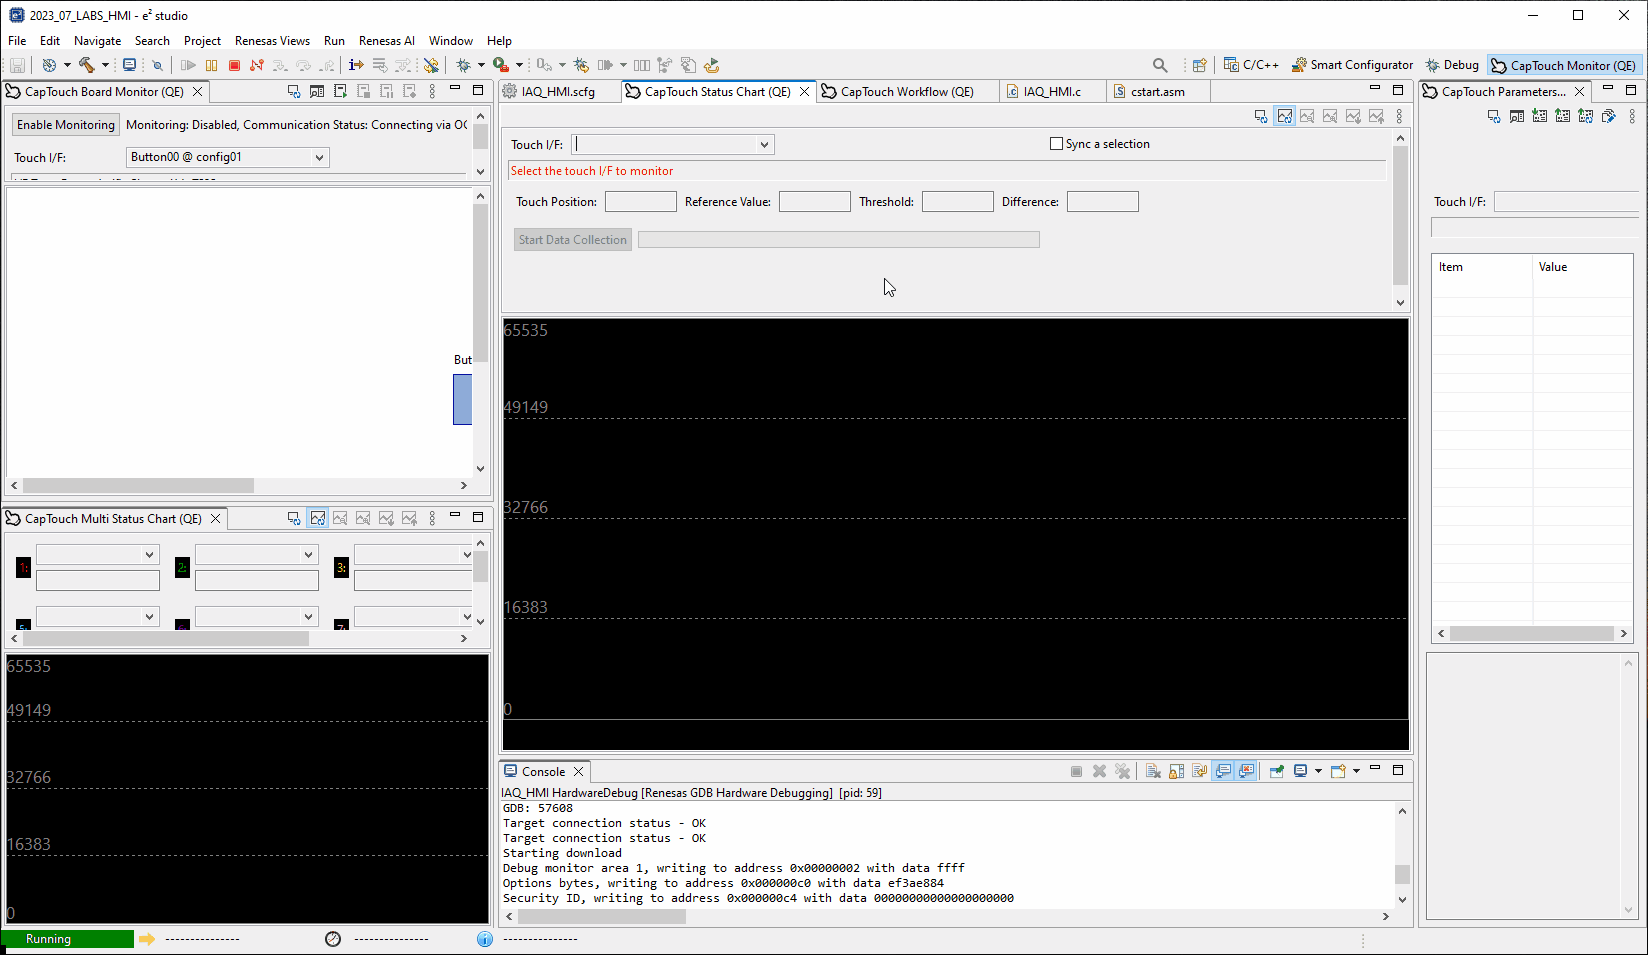 2023_07_LABS_HMI - e² studio
File Edit Navigate Search Project Renesas Views Run Renesas AI Window Help
C/C++ Smart Configurator Debug CapTouch Monitor (QE)
CapTouch Board Monitor (QE)
Enable Monitoring Monitoring: Disabled, Communication Status: Connecting via OC
Touch I/F: Button00 @ config01
But
CapTouch Multi Status Chart (QE)
1: 2: 3:
7:
65535
49149
32766
16383
0
IAQ_HMI.scfg CapTouch Status Chart (QE) CapTouch Workflow (QE) IAQ_HMI.c cstart.asm
Touch I/F: Sync a selection
Select the touch I/F to monitor
Touch Position: Reference Value: Threshold: Difference:
Start Data Collection
65535
49149
32766
16383
0
Console
IAQ_HMI HardwareDebug [Renesas GDB Hardware Debugging] [pid: 59]
GDB: 57608
Target connection status - OK
Target connection status - OK
Starting download
Debug monitor area 1, writing to address 0x00000002 with data ffff
Options bytes, writing to address 0x000000c0 with data ef3ae884
Security ID, writing to address 0x000000c4 with data 00000000000000000000
CapTouch Parameters...
Touch I/F:
Item Value
Running --------------- --------------- ---------------